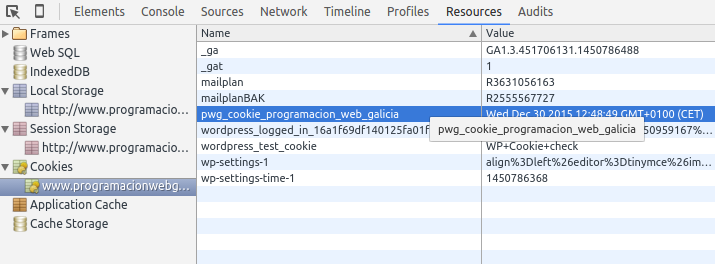 Elements Console Sources Network Timeline Profiles Resources Audits
Frames
Web SQL
IndexedDB
Local Storage
http://www.programacio...
Session Storage
http://www.programacio...
Cookies
www.programacionwebg...
Application Cache
Cache Storage
Name Value
_ga GA1.3.451706131.1450786488
_gat 1
mailplan R3631056163
mailplanBAK R2555567727
pwg_cookie_programacion_web_galicia Wed Dec 30 2015 12:48:49 GMT+0100 (CET)
wordpress_logged_in_16a1f69df140125fa01f 50959167%...
pwg_cookie_programacion_web_galicia
wordpress_test_cookie WP+Cookie+check
wp-settings-1 align%3Dleft%26editor%3Dtinymce%26im...
wp-settings-time-1 1450786368